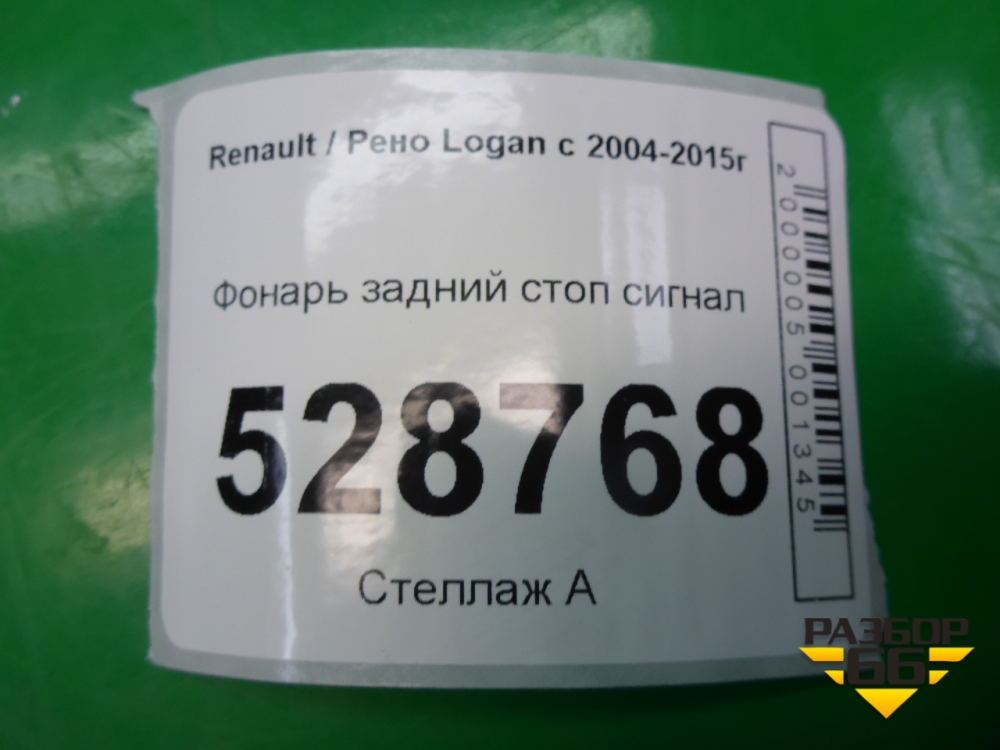 Renault / Рено Logan с 2004-2015г
Фонарь задний стоп сигнал
528768
Стеллаж А
2000005001345
РАЗБОР
66